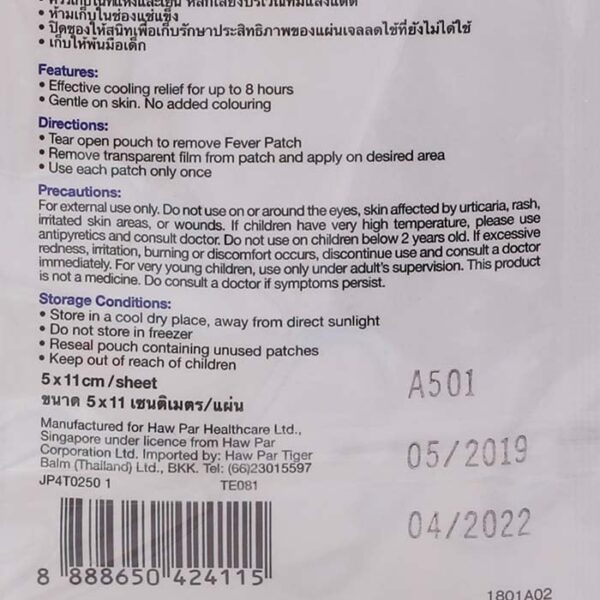 • ห้ามเก็บในช่องแช่แข็ง
• ปิดซองให้สนิทเพื่อเก็บรักษาประสิทธิภาพของแผ่นเจลลดไข้ที่ยังไม่ได้ใช้
• เก็บให้พ้นมือเด็ก
Features:
• Effective cooling relief for up to 8 hours
• Gentle on skin. No added colouring
Directions:
• Tear open pouch to remove Fever Patch
• Remove transparent film from patch and apply on desired area
• Use each patch only once
Precautions:
For external use only. Do not use on or around the eyes, skin affected by urticaria, rash,
irritated skin areas, or wounds. If children have very high temperature, please use
antipyretics and consult doctor. Do not use on children below 2 years old. If excessive
redness, irritation, burning or discomfort occurs, discontinue use and consult a doctor
immediately. For very young children, use only under adult's supervision. This product
is not a medicine. Do consult a doctor if symptoms persist.
Storage Conditions:
• Store in a cool dry place, away from direct sunlight
• Do not store in freezer
• Reseal pouch containing unused patches
• Keep out of reach of children
5 x 11 cm / sheet
ขนาด 5 x 11 เซนติเมตร/แผ่น
Manufactured for Haw Par Healthcare Ltd.,
Singapore under licence from Haw Par
Corporation Ltd. Imported by: Haw Par Tiger
Balm (Thailand) Ltd., BKK. Tel: (66)23015597
JP4T0250 1 TE081
A501
05/2019
04/2022
8 888650 424115
1801A02